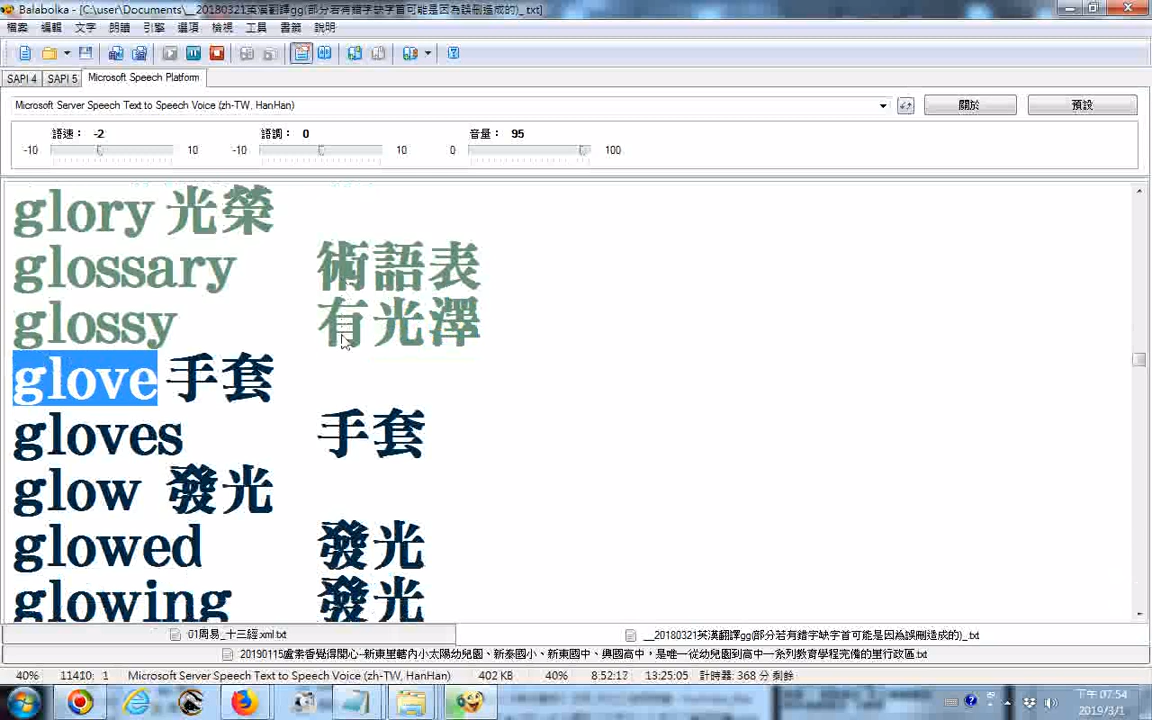 Balabolka - [C:\user\Documents\__20180321英漢翻譯gg(部分若有錯字缺字首可能是因為誤刪造成的)_.txt]
檔案 編輯 文字 朗讀 引擎 選項 檢視 工具 書籤 說明
SAPI 4 SAPI 5 Microsoft Speech Platform
Microsoft Server Speech Text to Speech Voice (zh-TW, HanHan) 關於 預設
語速： -2 語調： 0 音量： 95
-10 10 -10 10 0 100
glory 光榮
glossary 術語表
glossy 有光澤
glove 手套
gloves 手套
glow 發光
glowed 發光
glowing 發光
01周易_十三經.xml.txt __20180321英漢翻譯gg(部分若有錯字缺字首可能是因為誤刪造成的)_.txt
20190115盧素香覺得開心-新東里轄內小太陽幼兒園、新泰國小、新東國中、興國高中，是唯一從幼兒園到高中一系列教育學程完備的里行政區.txt
40% 11410: 1 Microsoft Server Speech Text to Speech Voice (zh-TW, HanHan) 402 KB 40% 8:52:17 13:25:05 計時器: 368 分 剩餘
下午 07:54
2019/3/1